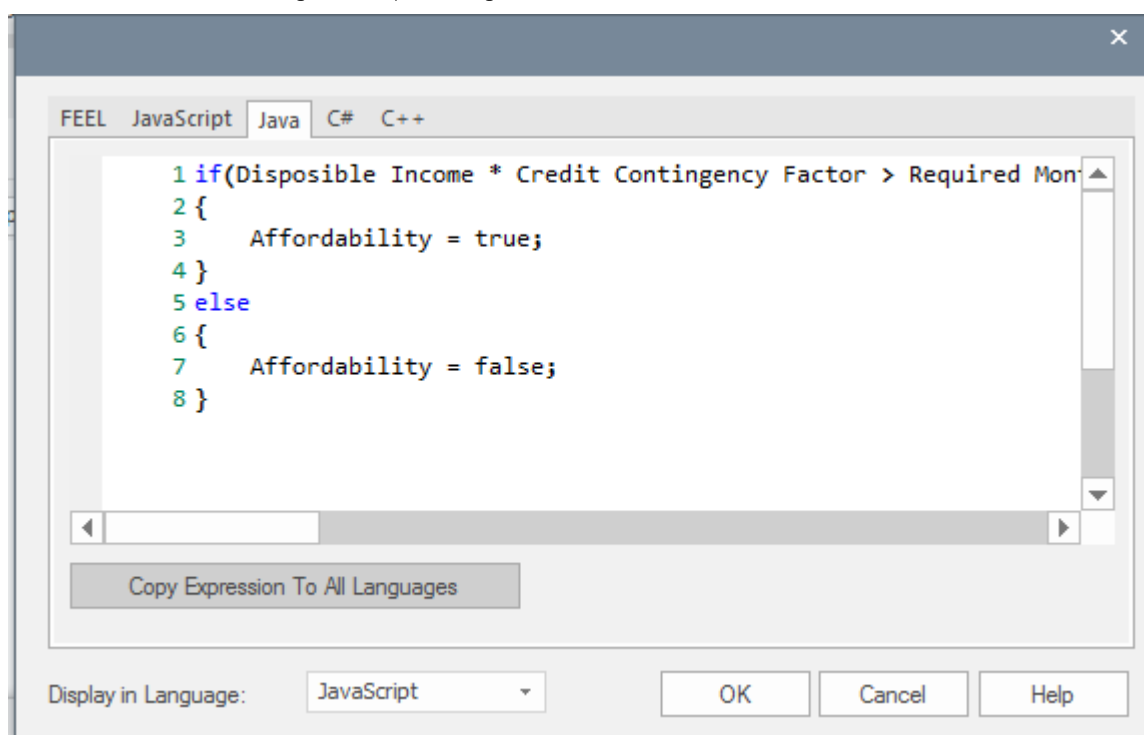 FEEL JavaScript Java C# C++
1 if(Disposible Income * Credit Contingency Factor > Required Mon
2 {
3 Affordability = true;
4 }
5 else
6 {
7 Affordability = false;
8 }
Copy Expression To All Languages
Display in Language: JavaScript OK Cancel Help